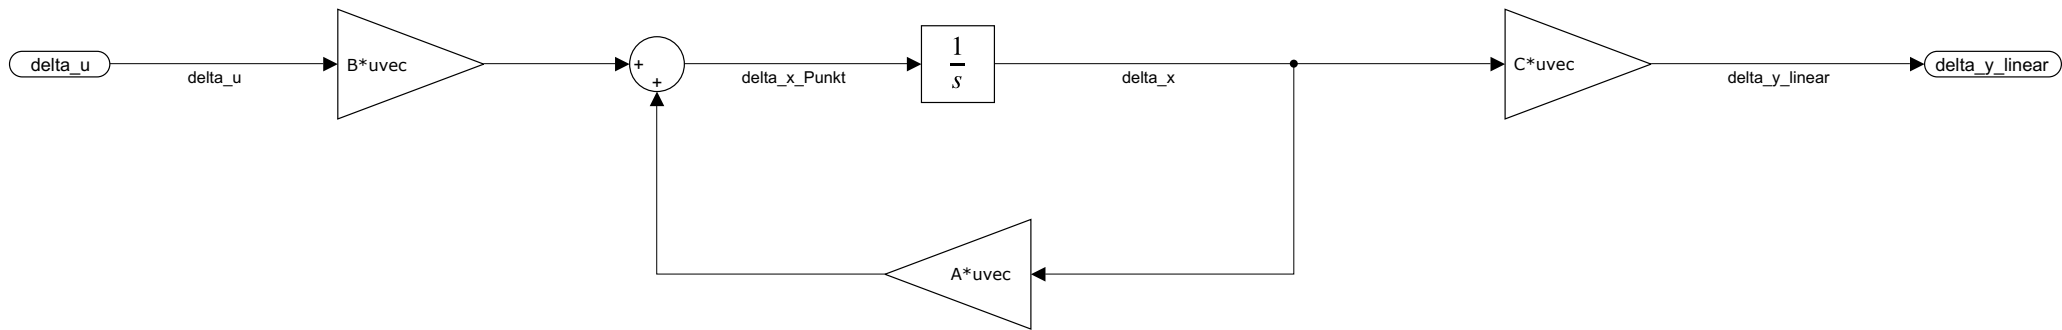 delta_u
delta_u
B*uvec
+
+
delta_x_Punkt
1
s
delta_x
C*uvec
delta_y_linear
delta_y_linear
A*uvec